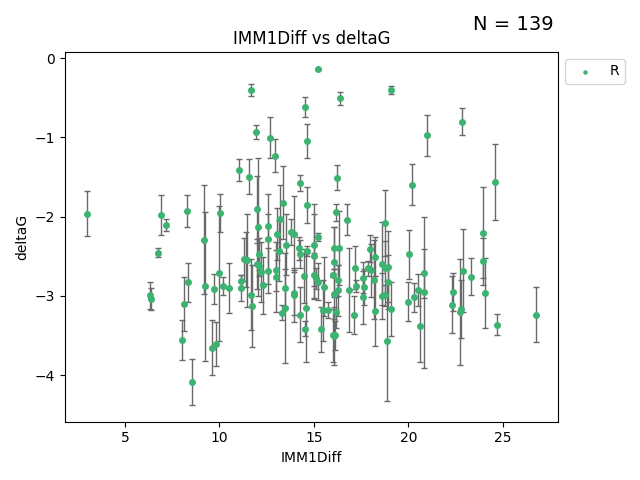 N = 139
IMM1Diff vs deltaG
R
0
−1
−2
−3
−4
deltaG
5 10 15 20 25
IMM1Diff